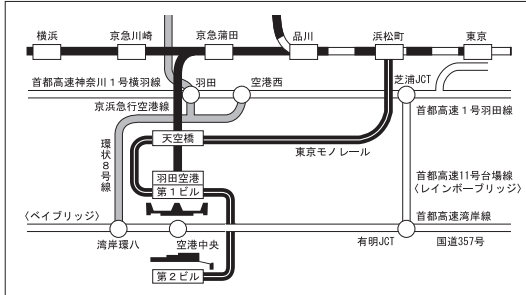 横浜
京急川崎
京急蒲田
品川
浜松町
東京
首都高速神奈川1号横羽線
羽田
空港西
芝浦JCT
京浜急行空港線
首都高速1号羽田線
環状8号線
天空橋
東京モノレール
羽田空港
第1ビル
首都高速11号台場線
〈レインボーブリッジ〉
〈ベイブリッジ〉
首都高速湾岸線
湾岸環八
空港中央
有明JCT
国道357号
第2ビル